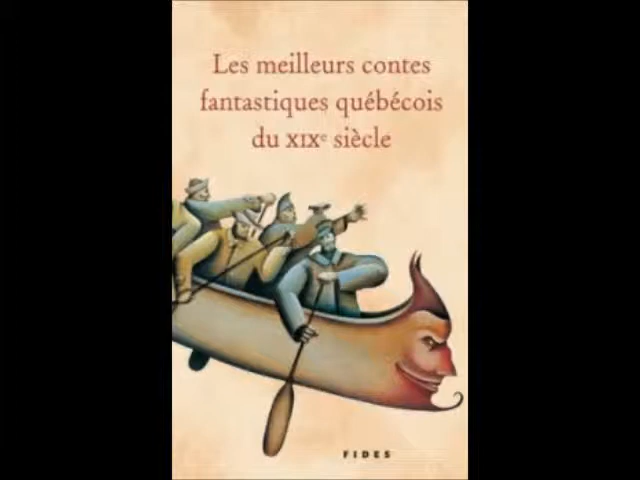 Les meilleurs contes
fantastiques québécois
du XIXe siècle
FIDES